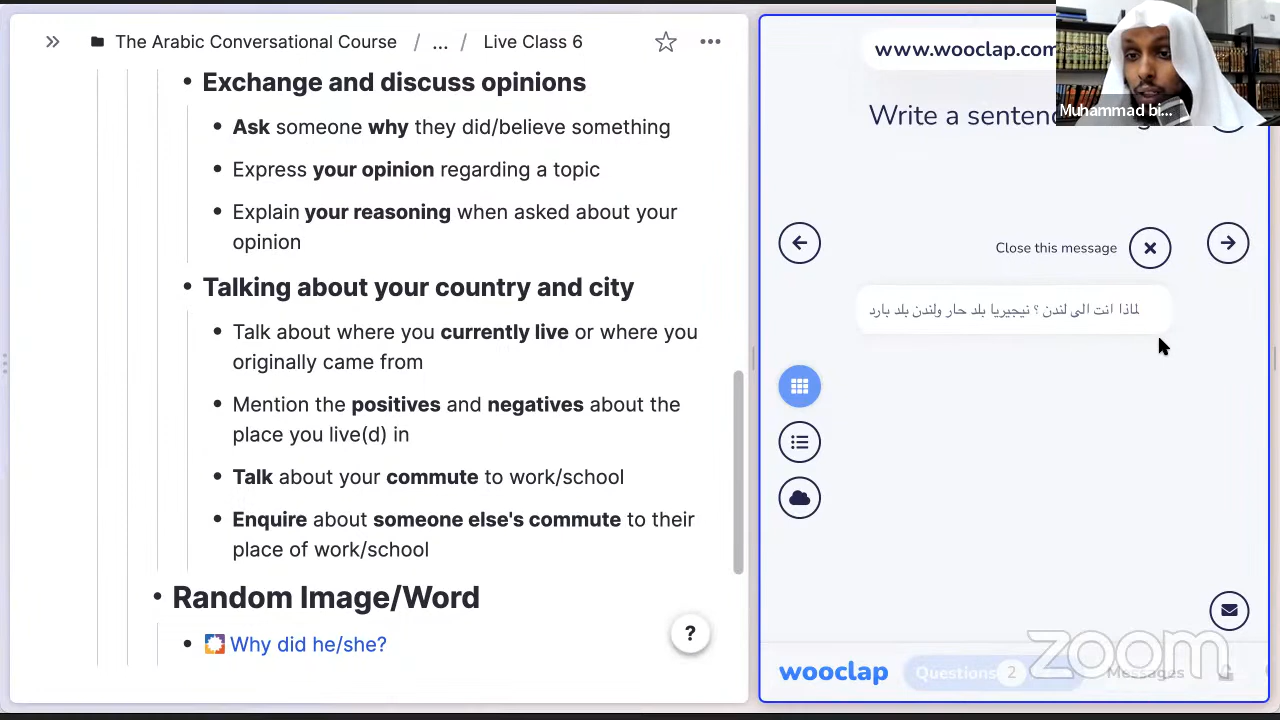 The Arabic Conversational Course / ... / Live Class 6
Exchange and discuss opinions
Ask someone why they did/believe something
Express your opinion regarding a topic
Explain your reasoning when asked about your
opinion
Talking about your country and city
Talk about where you currently live or where you
originally came from
Mention the positives and negatives about the
place you live(d) in
Talk about your commute to work/school
Enquire about someone else's commute to their
place of work/school
Random Image/Word
Why did he/she?
?
www.wooclap.com
Muhammad bi...
Write a sentenc
Close this message
لماذا انت الى لندن ؟ نيجيريا بلد حار ولندن بلد بارد
wooclap
Questions 2
Messages
zoom